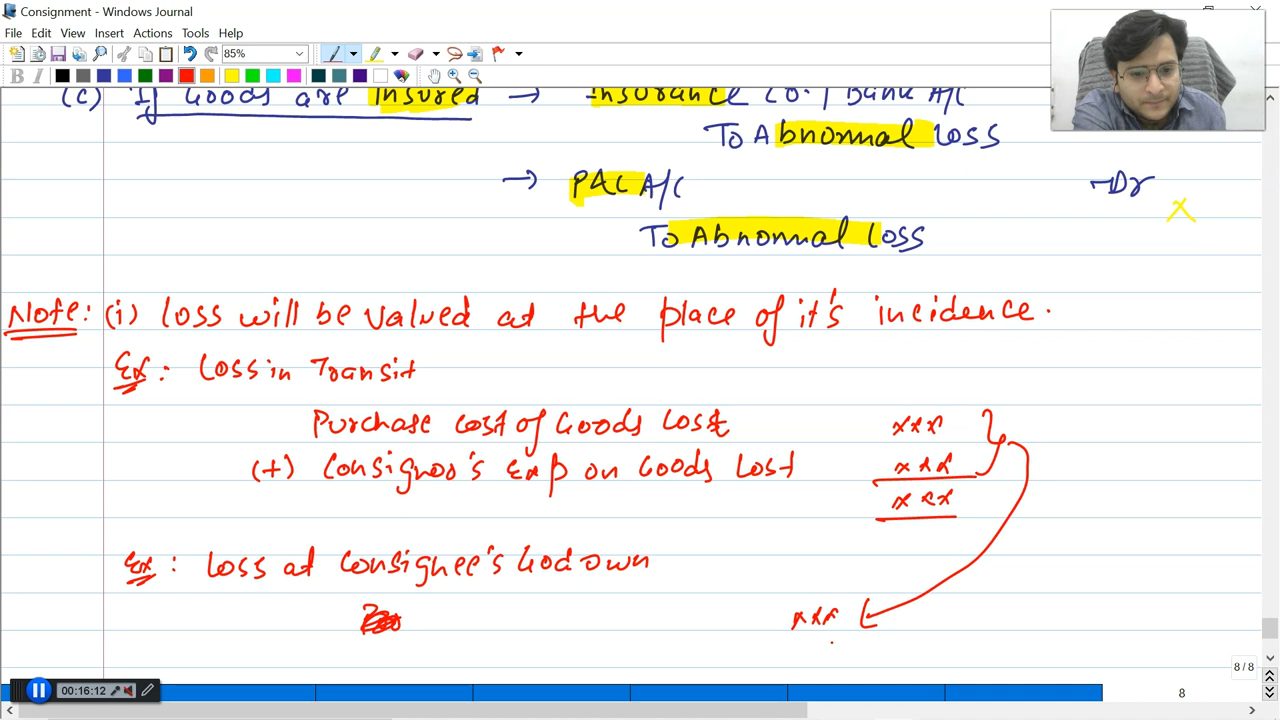 Consignment - Windows Journal
File Edit View Insert Actions Tools Help
85%
B I
(c) If Goods are insured → Insurance Co. / Bank A/C
To Abnormal Loss
→ P&L A/C -Dr
X
To Abnormal Loss
Note: (i) Loss will be valued at the place of it's incidence.
Ex: Loss in Transit
Purchase cost of Goods Lost xxx
(+) Consignor's Exp on Goods Lost xxx
xxx
Ex: Loss at Consignee's Godown
xxx
8 / 8
00:16:12
8